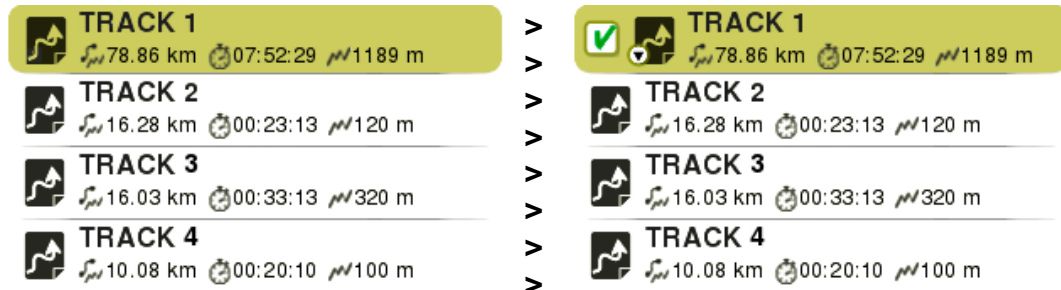 TRACK 1
78.86 km 07:52:29 1189 m
TRACK 2
16.28 km 00:23:13 120 m
TRACK 3
16.03 km 00:33:13 320 m
TRACK 4
10.08 km 00:20:10 100 m
>
>
>
>
>
>
>
>
TRACK 1
78.86 km 07:52:29 1189 m
TRACK 2
16.28 km 00:23:13 120 m
TRACK 3
16.03 km 00:33:13 320 m
TRACK 4
10.08 km 00:20:10 100 m